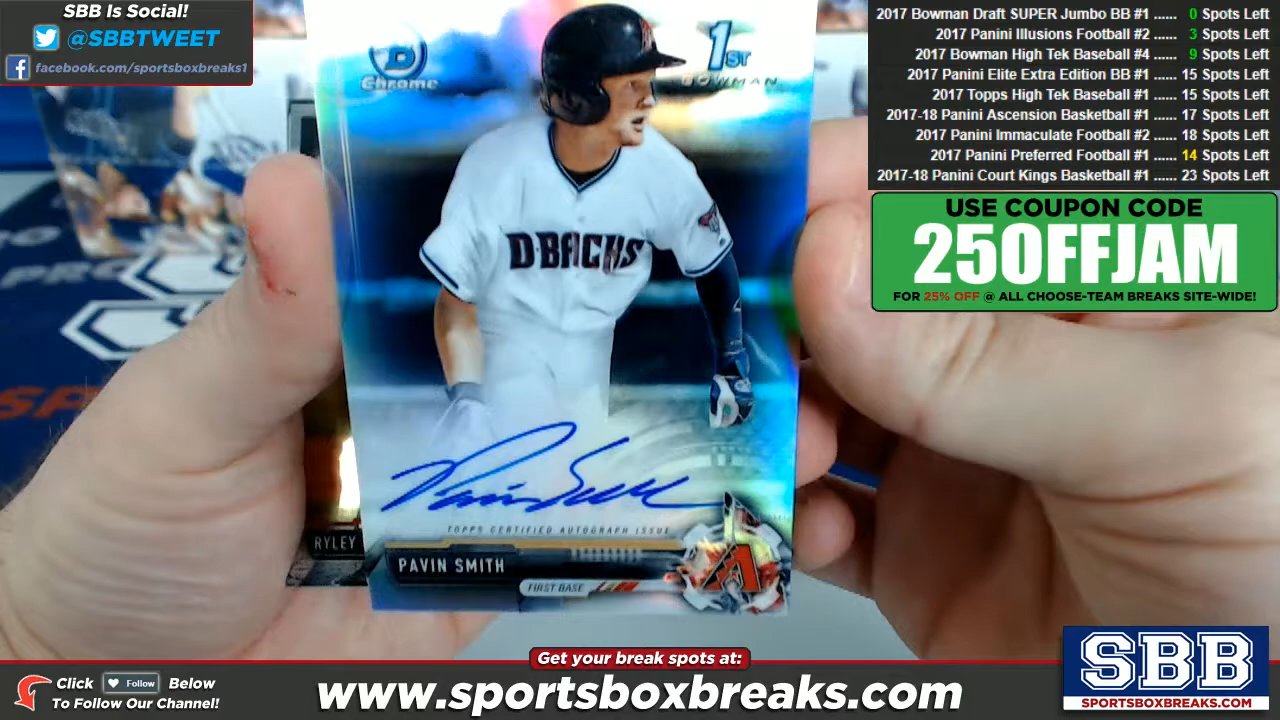 SBB Is Social!
@SBBTWEET
facebook.com/sportsboxbreaks1
2017 Bowman Draft SUPER Jumbo BB #1 ...... 0 Spots Left
2017 Panini Illusions Football #2 ...... 3 Spots Left
2017 Bowman High Tek Baseball #4 ...... 9 Spots Left
2017 Panini Elite Extra Edition BB #1 ...... 15 Spots Left
2017 Topps High Tek Baseball #1 ...... 15 Spots Left
2017-18 Panini Ascension Basketball #1 ...... 17 Spots Left
2017 Panini Immaculate Football #2 ...... 18 Spots Left
2017 Panini Preferred Football #1 ...... 14 Spots Left
2017-18 Panini Court Kings Basketball #1 ...... 23 Spots Left
USE COUPON CODE
25OFFJAM
FOR 25% OFF @ ALL CHOOSE-TEAM BREAKS SITE-WIDE!
Chrome
1ST
BOWMAN
D-BACKS
Pavin Smith
TOPPS CERTIFIED AUTOGRAPH ISSUE
RYLEY
PAVIN SMITH
FIRST BASE
Get your break spots at:
Click Follow Below
To Follow Our Channel!
www.sportsboxbreaks.com
SBB
SPORTSBOXBREAKS.COM